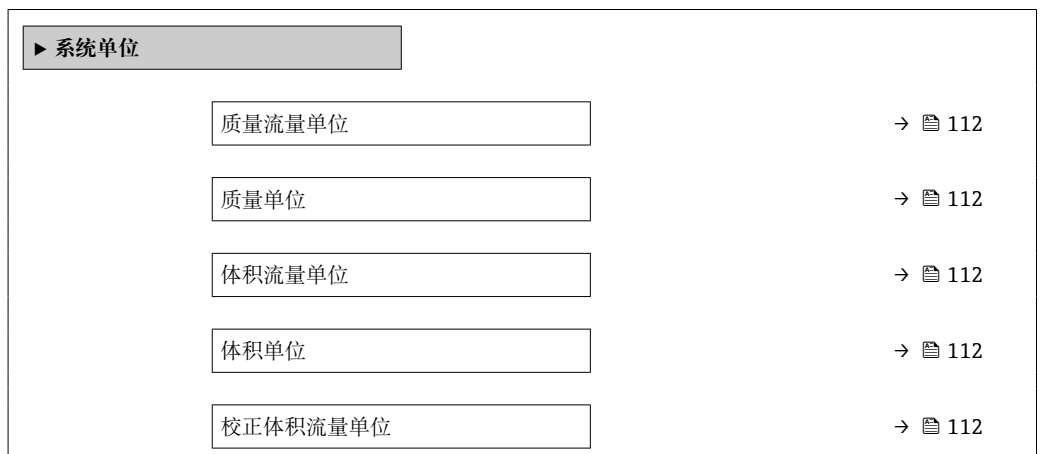 ▶ 系统单位
质量流量单位 → 🖹 112
质量单位 → 🖹 112
体积流量单位 → 🖹 112
体积单位 → 🖹 112
校正体积流量单位 → 🖹 112